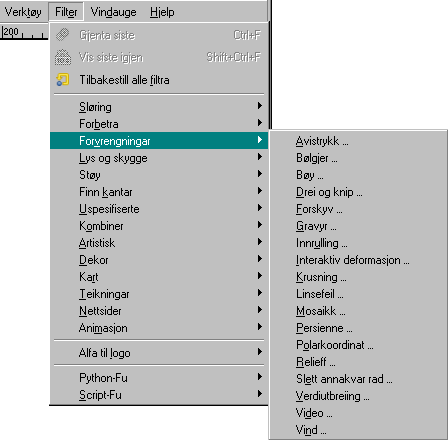 Verktøy Filter Vindauge Hjelp
200
Gjenta siste Ctrl+F
Vis siste igjen Shift+Ctrl+F
Tilbakestill alle filtra
Sløring
Forbetra
Forvrengningar
Lys og skygge
Støy
Finn kantar
Uspesifiserte
Kombiner
Artistisk
Dekor
Kart
Teikningar
Nettsider
Animasjon
Alfa til logo
Python-Fu
Script-Fu
Avistrykk ...
Bølgjer ...
Bøy ...
Drei og knip ...
Forskyv ...
Gravyr ...
Innrulling ...
Interaktiv deformasjon ...
Krusning ...
Linsefeil ...
Mosaikk ...
Persienne ...
Polarkoordinat ...
Relieff ...
Slett annakvar rad ...
Verdiutbreiing ...
Video ...
Vind ...